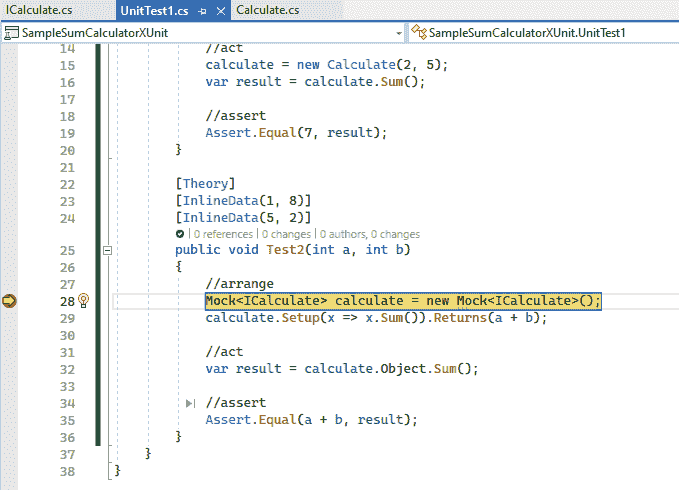 ICalculate.cs UnitTest1.cs Calculate.cs
SampleSumCalculatorXUnit SampleSumCalculatorXUnit.UnitTest1
14 //act
15 calculate = new Calculate(2, 5);
16 var result = calculate.Sum();
17
18 //assert
19 Assert.Equal(7, result);
20 }
21
22 [Theory]
23 [InlineData(1, 8)]
24 [InlineData(5, 2)]
0 references | 0 changes | 0 authors, 0 changes
25 public void Test2(int a, int b)
26 {
27 //arrange
28 Mock<ICalculate> calculate = new Mock<ICalculate>();
29 calculate.Setup(x => x.Sum()).Returns(a + b);
30
31 //act
32 var result = calculate.Object.Sum();
33
34 //assert
35 Assert.Equal(a + b, result);
36 }
37 }
38 }